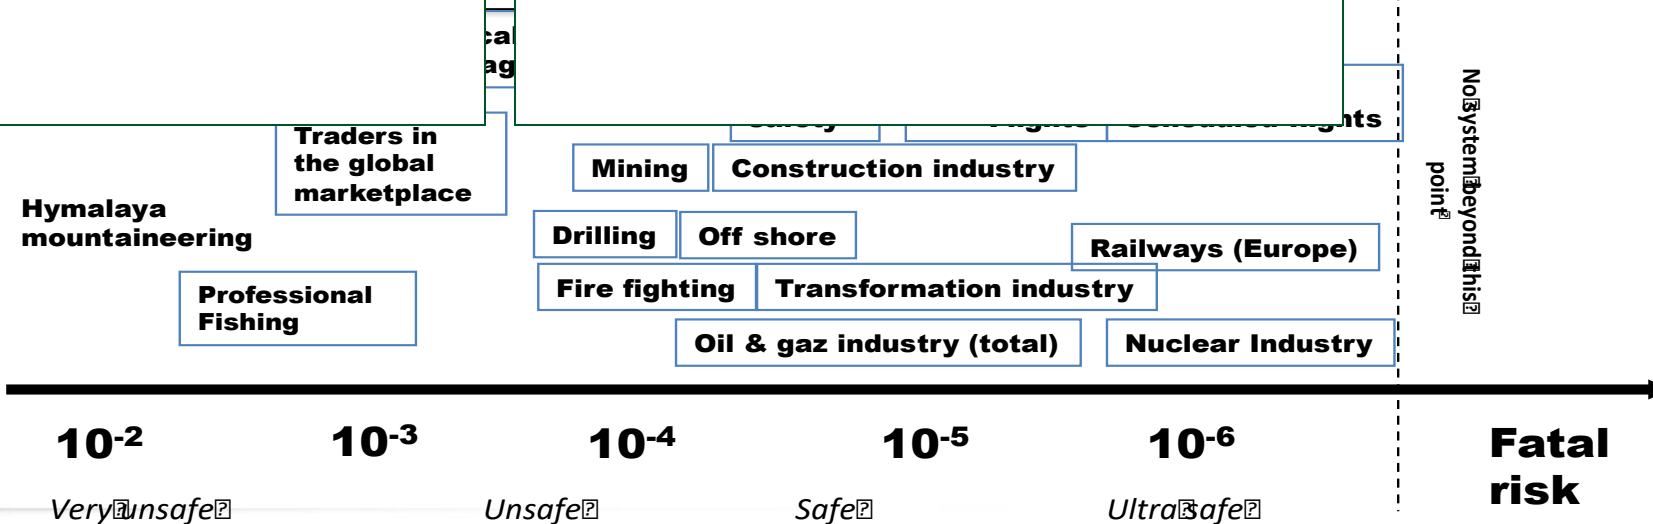 Traders in
the global
marketplace
Mining
Construction industry
Hymalaya
mountaineering
Drilling
Off shore
Railways (Europe)
Professional
Fishing
Fire fighting
Transformation industry
Oil & gaz industry (total)
Nuclear Industry
No system beyond this
point
10⁻²
10⁻³
10⁻⁴
10⁻⁵
10⁻⁶
Fatal
risk
Very unsafe
Unsafe
Safe
Ultra safe